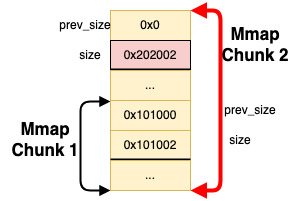 prev_size 0x0
size 0x202002
...
0x101000 prev_size
0x101002 size
...
Mmap
Chunk 1
Mmap
Chunk 2